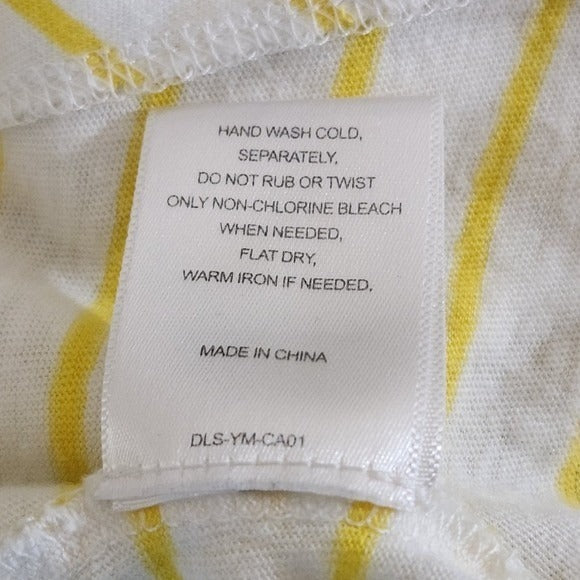 HAND WASH COLD,
SEPARATELY,
DO NOT RUB OR TWIST
ONLY NON-CHLORINE BLEACH
WHEN NEEDED,
FLAT DRY,
WARM IRON IF NEEDED.
MADE IN CHINA
DLS-YM-CA01